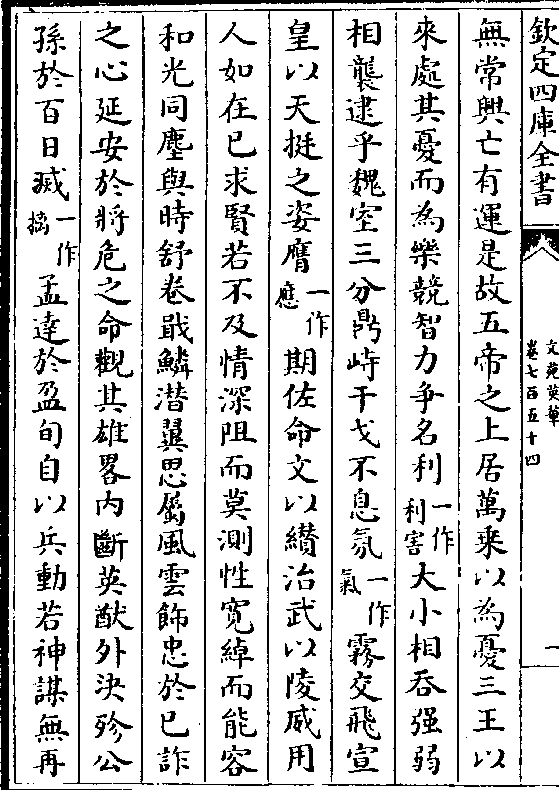 欽定四庫全書
文苑英華
卷七百五十四
一
無常興亡有運是故五帝之上居萬乗以為憂三王以
來處其憂而為樂競智力争名利一作利害大小相吞强弱
相襲逮乎魏室三分鼎峙干戈不息氛一作氣霧交飛宣
皇以天挺之姿膺一作應期佐命文以纉治武以陵威用
人如在已求賢若不及情深阻而莫測性寛綽而能容
和光同塵與時舒卷戢鱗潜翼思屬風雲飾忠於已詐
之心延安於將危之命觀其雄畧内斷英猷外決殄公
孫於百日滅一作擒孟達於盈旬自以兵動若神謀無再